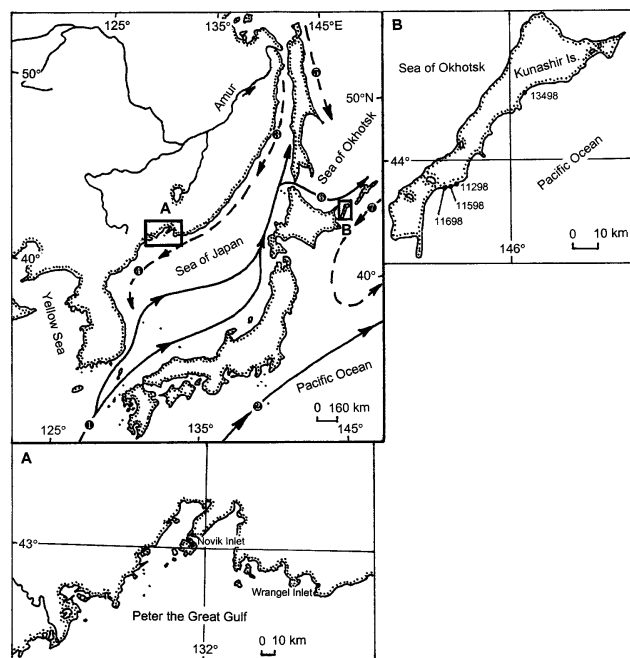 125°
135°
145°E
50°
Amur
50°N
Sea of Okhotsk
A
B
40°
Sea of Japan
40°
Yellow Sea
Pacific Ocean
0 160 km
125°
135°
145°
B
Sea of Okhotsk
Kunashir Is.
13498
44°
Pacific Ocean
11298
11598
11698
146°
0 10 km
A
43°
Novik Inlet
Wrangel Inlet
Peter the Great Gulf
132°
0 10 km